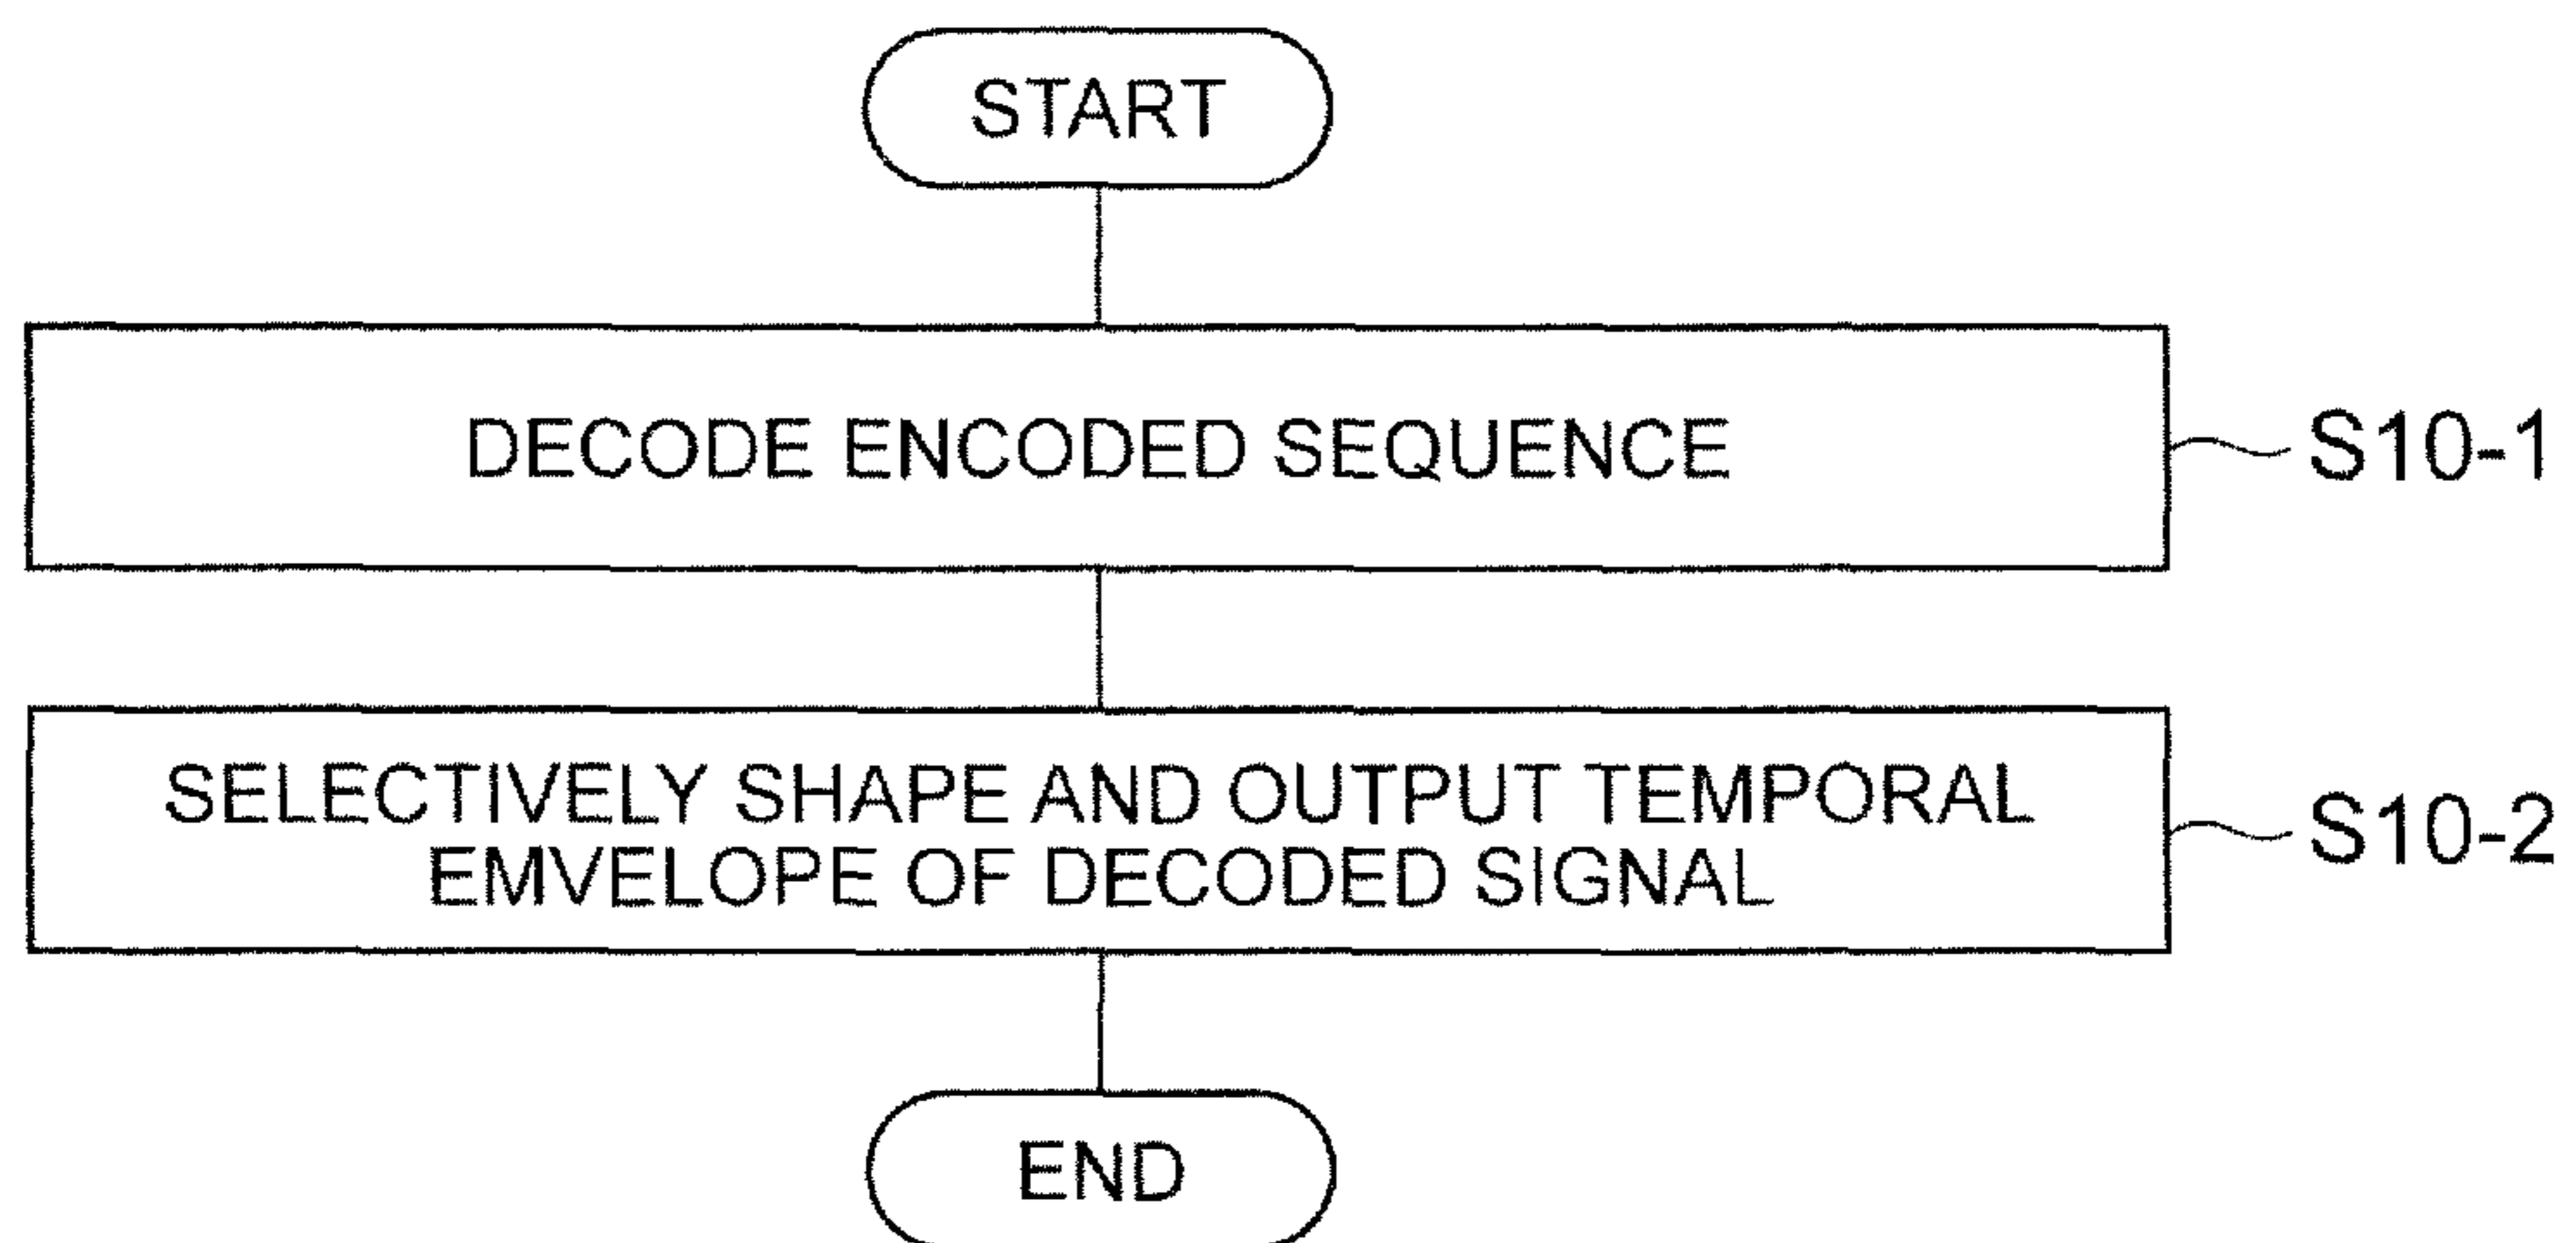 START
DECODE ENCODED SEQUENCE
S10-1
SELECTIVELY SHAPE AND OUTPUT TEMPORAL
EMVELOPE OF DECODED SIGNAL
S10-2
END